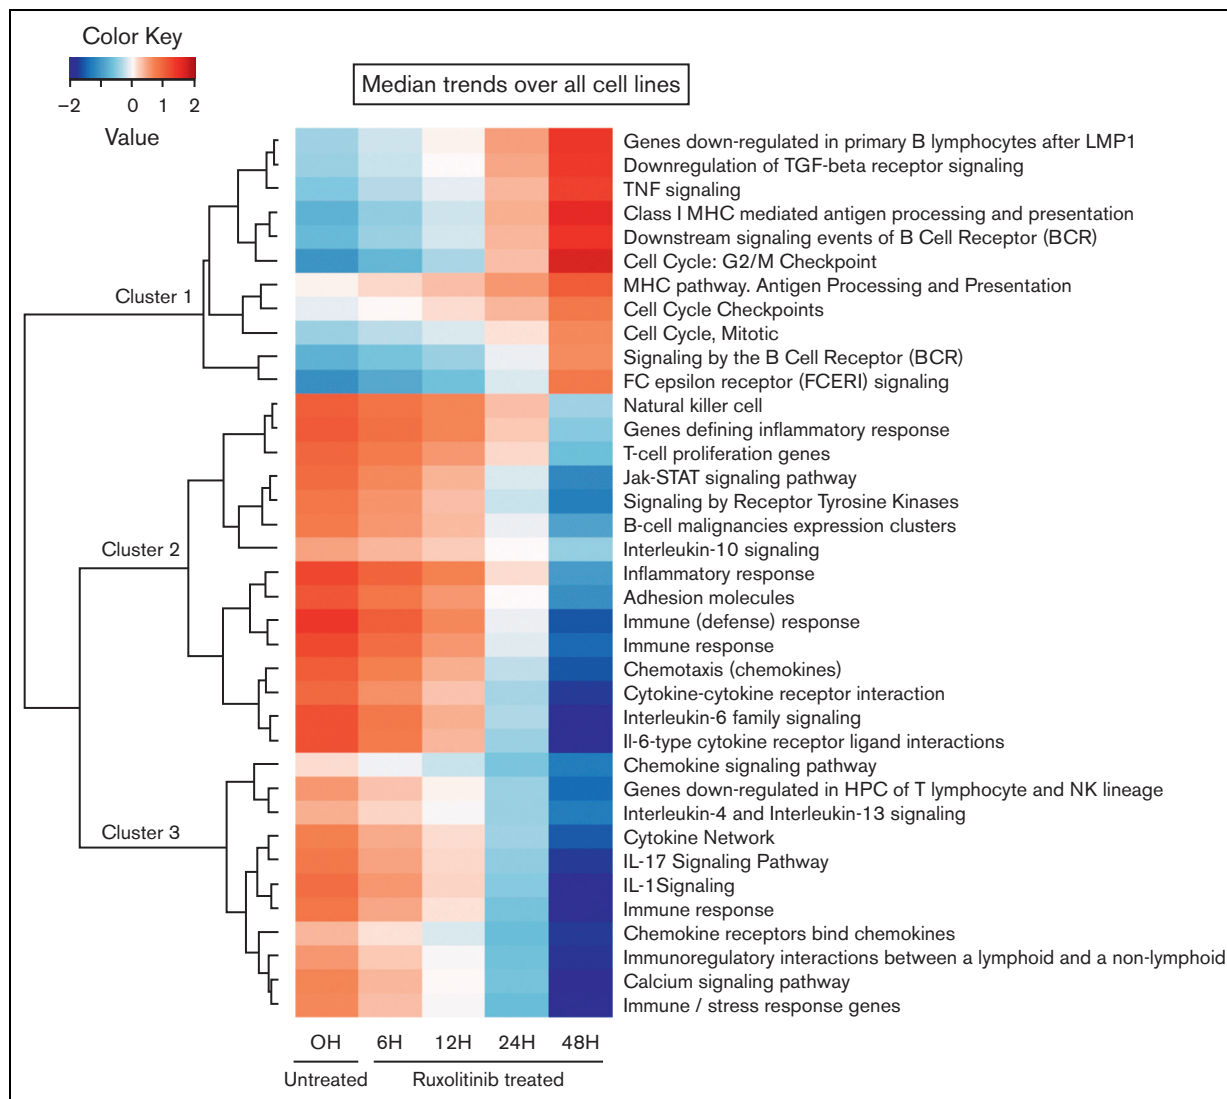 Color Key
−2 0 1 2
Value
Median trends over all cell lines
Cluster 1
Cluster 2
Cluster 3
Genes down-regulated in primary B lymphocytes after LMP1
Downregulation of TGF-beta receptor signaling
TNF signaling
Class I MHC mediated antigen processing and presentation
Downstream signaling events of B Cell Receptor (BCR)
Cell Cycle: G2/M Checkpoint
MHC pathway. Antigen Processing and Presentation
Cell Cycle Checkpoints
Cell Cycle, Mitotic
Signaling by the B Cell Receptor (BCR)
FC epsilon receptor (FCERI) signaling
Natural killer cell
Genes defining inflammatory response
T-cell proliferation genes
Jak-STAT signaling pathway
Signaling by Receptor Tyrosine Kinases
B-cell malignancies expression clusters
Interleukin-10 signaling
Inflammatory response
Adhesion molecules
Immune (defense) response
Immune response
Chemotaxis (chemokines)
Cytokine-cytokine receptor interaction
Interleukin-6 family signaling
Il-6-type cytokine receptor ligand interactions
Chemokine signaling pathway
Genes down-regulated in HPC of T lymphocyte and NK lineage
Interleukin-4 and Interleukin-13 signaling
Cytokine Network
IL-17 Signaling Pathway
IL-1Signaling
Immune response
Chemokine receptors bind chemokines
Immunoregulatory interactions between a lymphoid and a non-lymphoid
Calcium signaling pathway
Immune / stress response genes
OH 6H 12H 24H 48H
Untreated Ruxolitinib treated